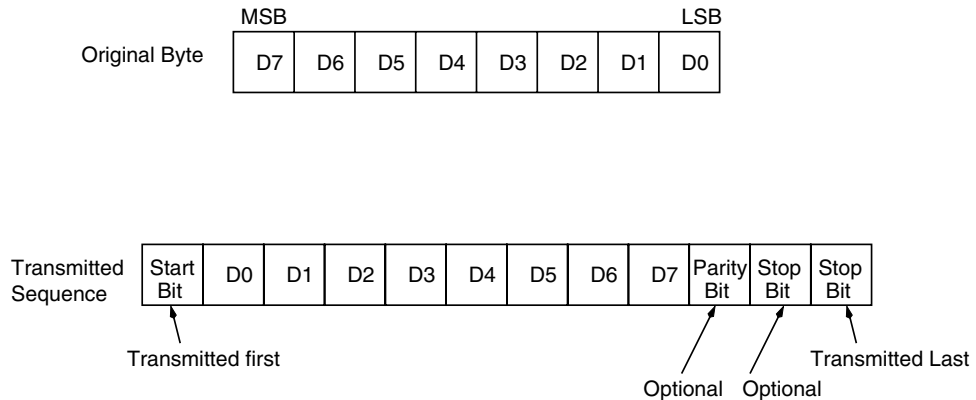 MSB LSB
Original Byte D7 D6 D5 D4 D3 D2 D1 D0
Transmitted Sequence
Start Bit D0 D1 D2 D3 D4 D5 D6 D7 Parity Bit Stop Bit Stop Bit
Transmitted first Transmitted Last
Optional Optional